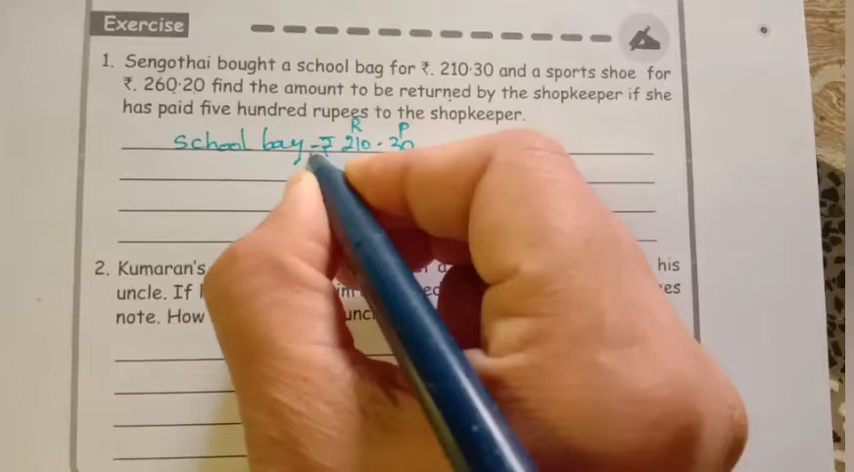 Exercise
1. Sengothai bought a school bag for ₹. 210·30 and a sports shoe for
₹. 260·20 find the amount to be returned by the shopkeeper if she
has paid five hundred rupees to the shopkeeper.
R P
school bag - ₹ 210 · 30
2. Kumaran's his
uncle. If
note. How